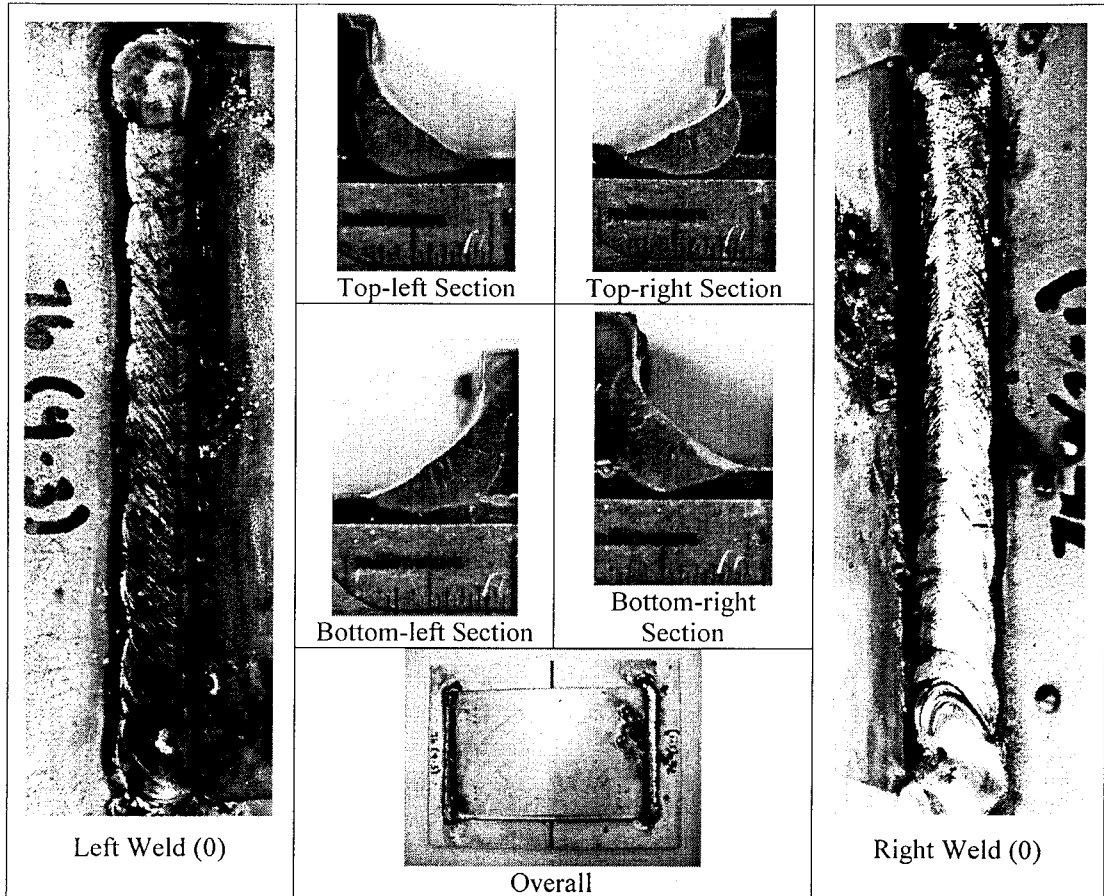 Top-left Section
Top-right Section
Bottom-left Section
Bottom-right
Section
Left Weld (0)
Overall
Right Weld (0)